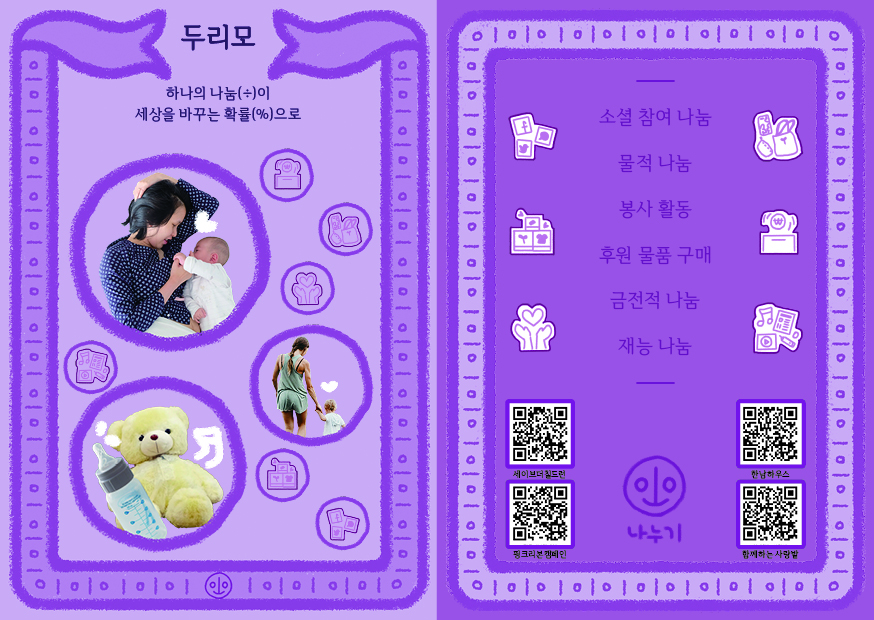 두리모
하나의 나눔(÷)이
세상을 바꾸는 확률(%)으로
소셜 참여 나눔
물적 나눔
봉사 활동
후원 물품 구매
금전적 나눔
재능 나눔
세이브더칠드런
한남하우스
나누기
핑크리본캠페인
함께하는 사랑밭